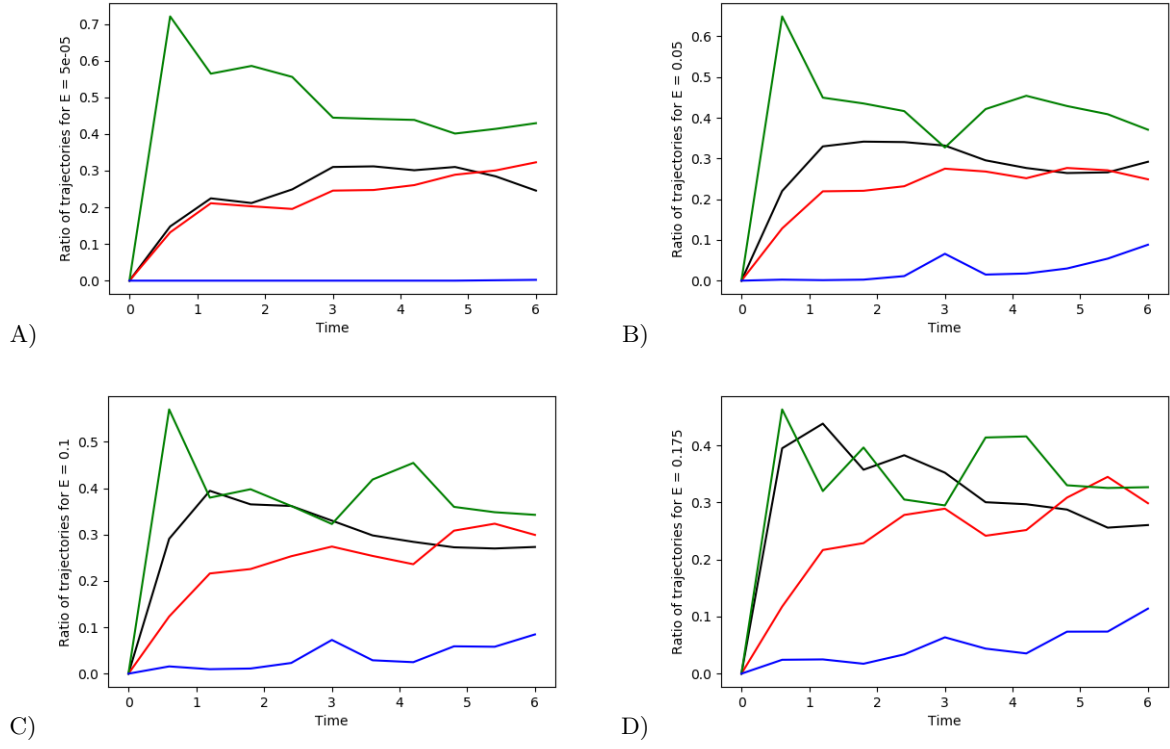 Ratio of trajectories for E = 5e-05
0.7
0.6
0.5
0.4
0.3
0.2
0.1
0.0
0 1 2 3 4 5 6
Time
A)
Ratio of trajectories for E = 0.05
0.6
0.5
0.4
0.3
0.2
0.1
0.0
0 1 2 3 4 5 6
Time
B)
Ratio of trajectories for E = 0.1
0.5
0.4
0.3
0.2
0.1
0.0
0 1 2 3 4 5 6
Time
C)
Ratio of trajectories for E = 0.175
0.4
0.3
0.2
0.1
0.0
0 1 2 3 4 5 6
Time
D)